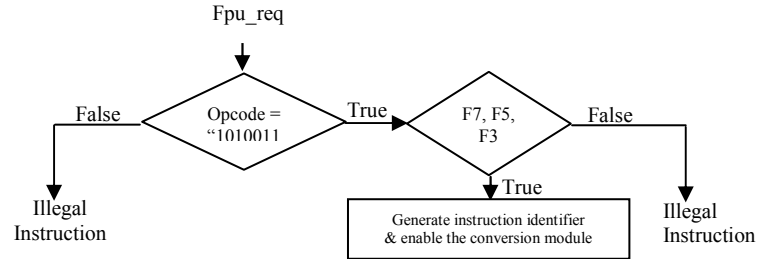 Fpu_req
False
Opcode =
“1010011
True
F7, F5,
F3
False
True
Illegal
Instruction
Generate instruction identifier
& enable the conversion module
Illegal
Instruction